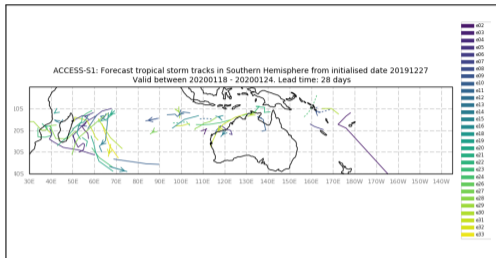 ACCESS-S1: Forecast tropical storm tracks in Southern Hemisphere from initialised date 20191227
Valid between 20200118 - 20200124. Lead time: 28 days
10S
20S
30S
40S
30E 40E 50E 60E 70E 80E 90E 100E 110E 120E 130E 140E 150E 160E 170E 180 170W 160W 150W 140W
e02
e03
e04
e05
e06
e07
e08
e09
e10
e11
e12
e13
e14
e15
e16
e18
e19
e20
e21
e22
e23
e24
e26
e27
e28
e29
e30
e31
e32
e33